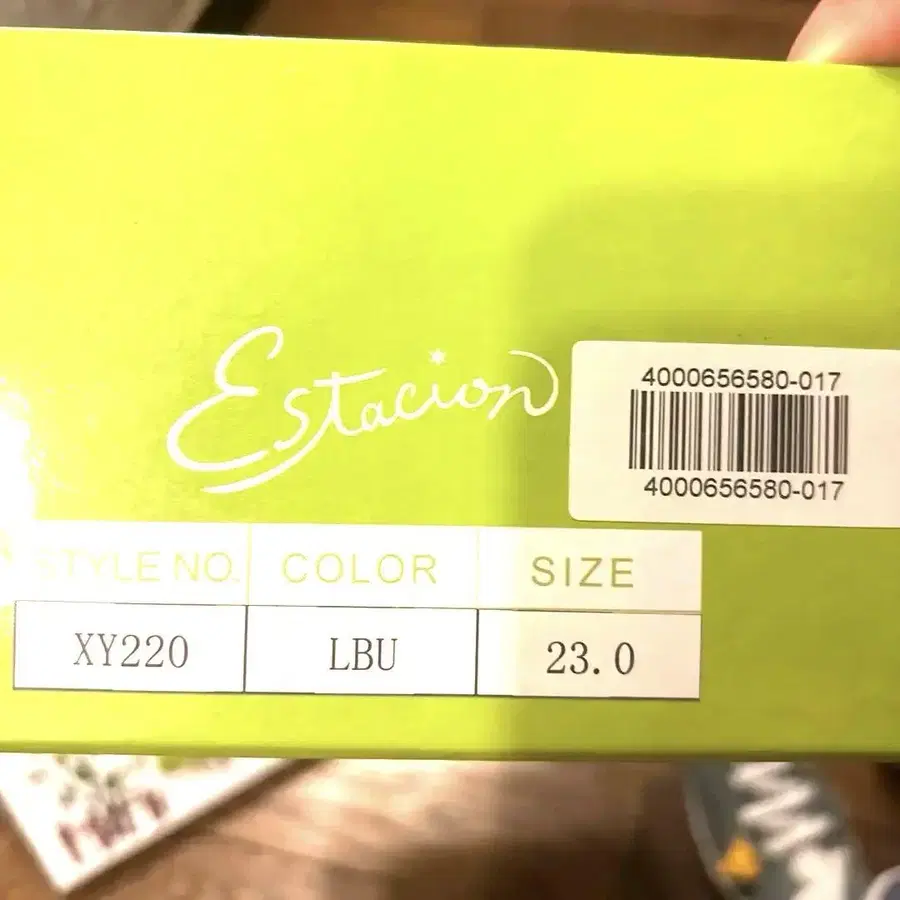 Estacion
4000656580-017
4000656580-017
STYLE NO. COLOR SIZE
XY220 LBU 23.0